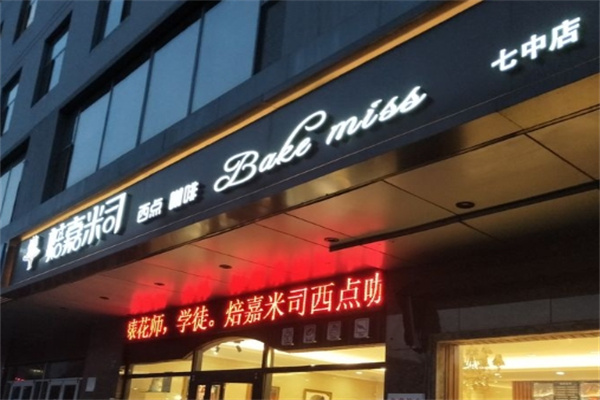 焙嘉米司 西点 咖啡 Bake miss 七中店
裱花师，学徒。焙嘉米司西点